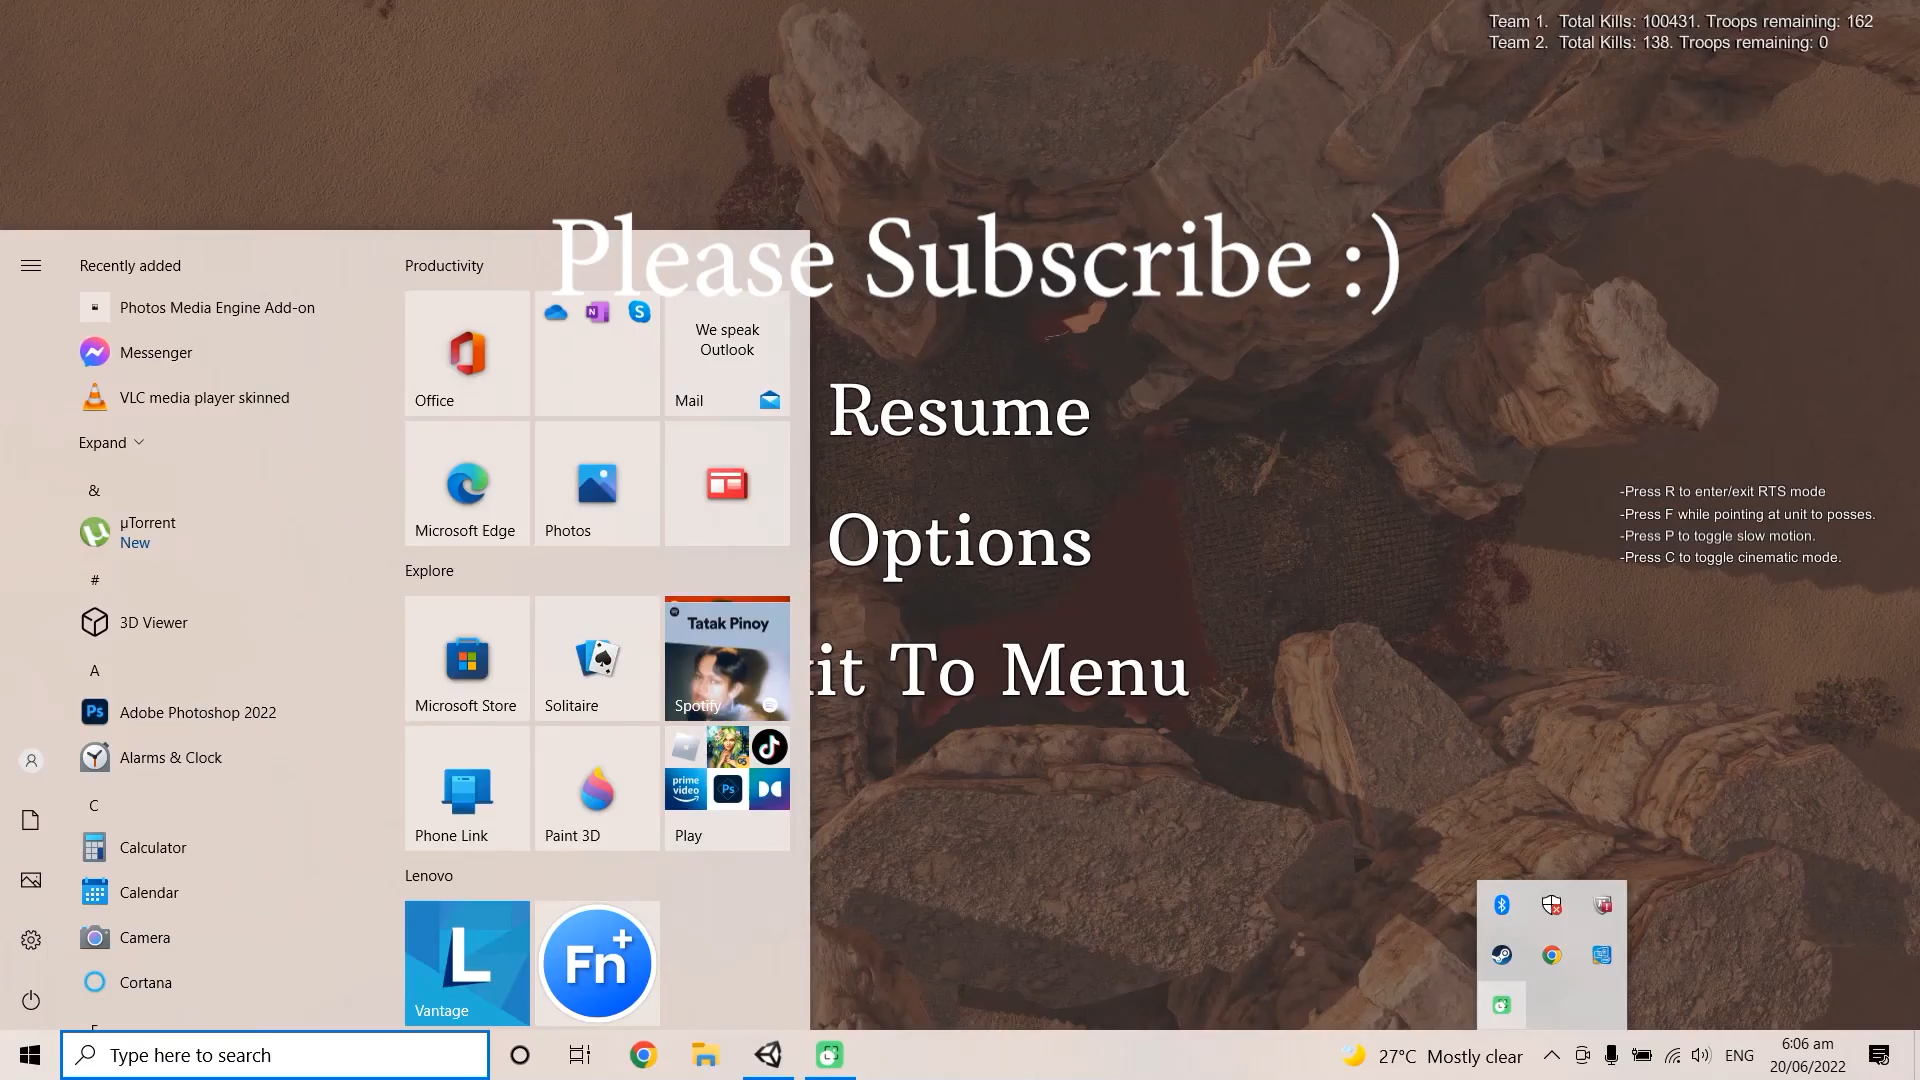 Team 1.  Total Kills: 100431. Troops remaining: 162
Team 2.  Total Kills: 138. Troops remaining: 0
Please Subscribe :)
Resume
Options
it To Menu
-Press R to enter/exit RTS mode
-Press F while pointing at unit to posses.
-Press P to toggle slow motion.
-Press C to toggle cinematic mode.
Recently added
Photos Media Engine Add-on
Messenger
VLC media player skinned
Expand
&
µTorrent
New
#
3D Viewer
A
Ps
Adobe Photoshop 2022
Alarms & Clock
C
Calculator
Calendar
Camera
Cortana
Productivity
Office
N
S
We speak
Outlook
Mail
Microsoft Edge
Photos
Explore
Microsoft Store
Solitaire
Tatak Pinoy
Spotify
Phone Link
Paint 3D
prime
video
Ps
Play
Lenovo
L
Vantage
Fn+
Type here to search
27°C  Mostly clear
ENG
6:06 am
20/06/2022